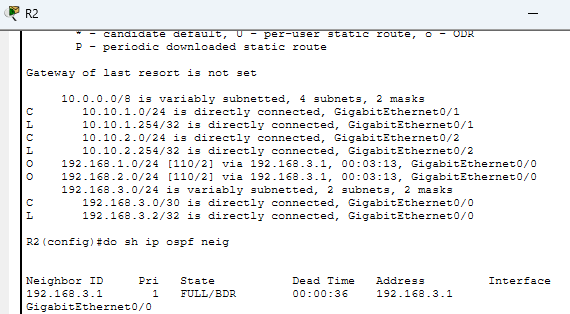 R2
* - candidate default, U - per-user static route, o - ODR
P - periodic downloaded static route
Gateway of last resort is not set
10.0.0.0/8 is variably subnetted, 4 subnets, 2 masks
C 10.10.1.0/24 is directly connected, GigabitEthernet0/1
L 10.10.1.254/32 is directly connected, GigabitEthernet0/1
C 10.10.2.0/24 is directly connected, GigabitEthernet0/2
L 10.10.2.254/32 is directly connected, GigabitEthernet0/2
O 192.168.1.0/24 [110/2] via 192.168.3.1, 00:03:13, GigabitEthernet0/0
O 192.168.2.0/24 [110/2] via 192.168.3.1, 00:03:13, GigabitEthernet0/0
192.168.3.0/24 is variably subnetted, 2 subnets, 2 masks
C 192.168.3.0/30 is directly connected, GigabitEthernet0/0
L 192.168.3.2/32 is directly connected, GigabitEthernet0/0
R2(config)#do sh ip ospf neig
Neighbor ID Pri State Dead Time Address Interface
192.168.3.1 1 FULL/BDR 00:00:36 192.168.3.1
GigabitEthernet0/0